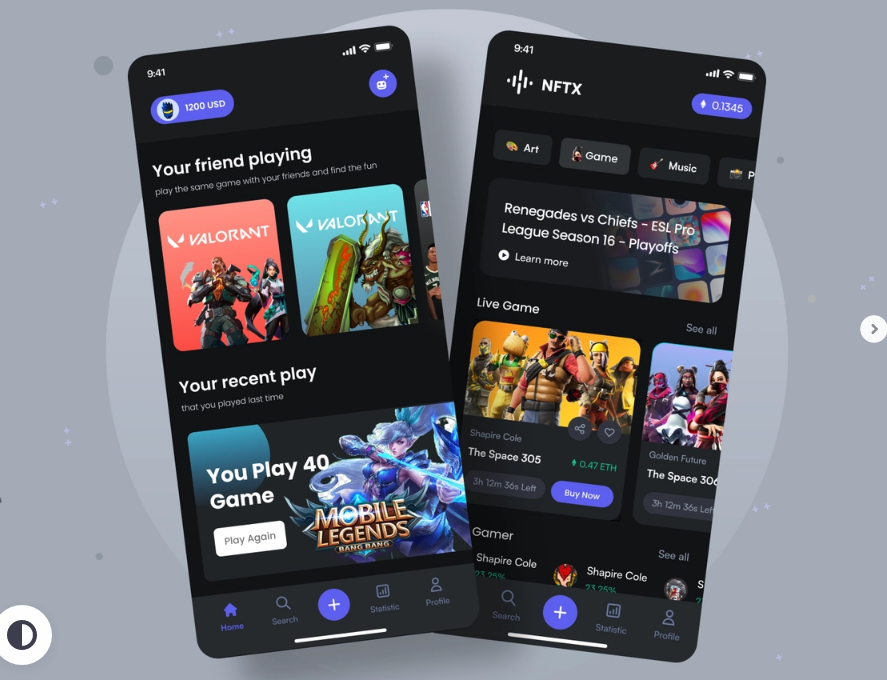 9:41
1200 USD
Your friend playing
play the same game with your friends and find the fun
VALORANT
VALORANT
Your recent play
that you played last time
You Play 40
Game
Play Again
MOBILE
LEGENDS
BANG BANG
Home
Search
Statistic
Profile
9:41
NFTX
0.1345
Art
Game
Music
P
Renegades vs Chiefs - ESL Pro
League Season 16 - Playoffs
Learn more
Live Game
See all
Shapire Cole
The Space 305
0.47 ETH
3h 12m 36s Left
Buy Now
Golden Future
The Space 306
3h 12m 36s Left
Gamer
See all
Shapire Cole
23.25%
Shapire Cole
23.25%
S
Search
Statistic
Profile